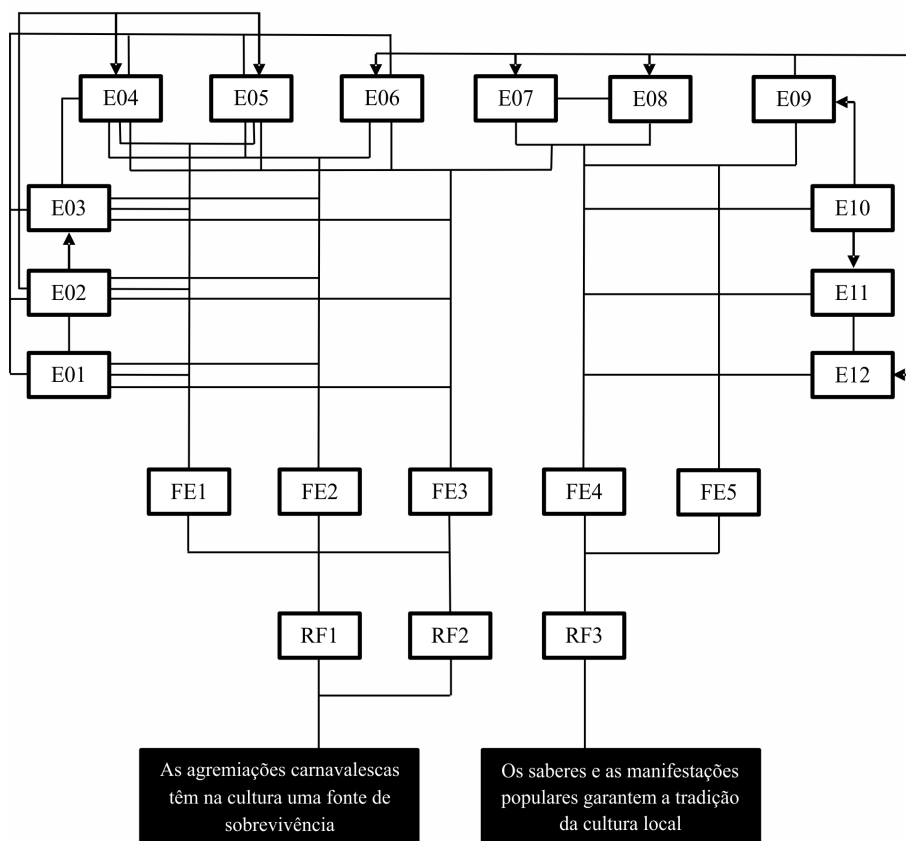 E04 E05 E06 E07 E08 E09
E03 E10
E02 E11
E01 E12
FE1 FE2 FE3 FE4 FE5
RF1 RF2 RF3
As agremiações carnavalescas
têm na cultura uma fonte de
sobrevivência
Os saberes e as manifestações
populares garantem a tradição
da cultura local